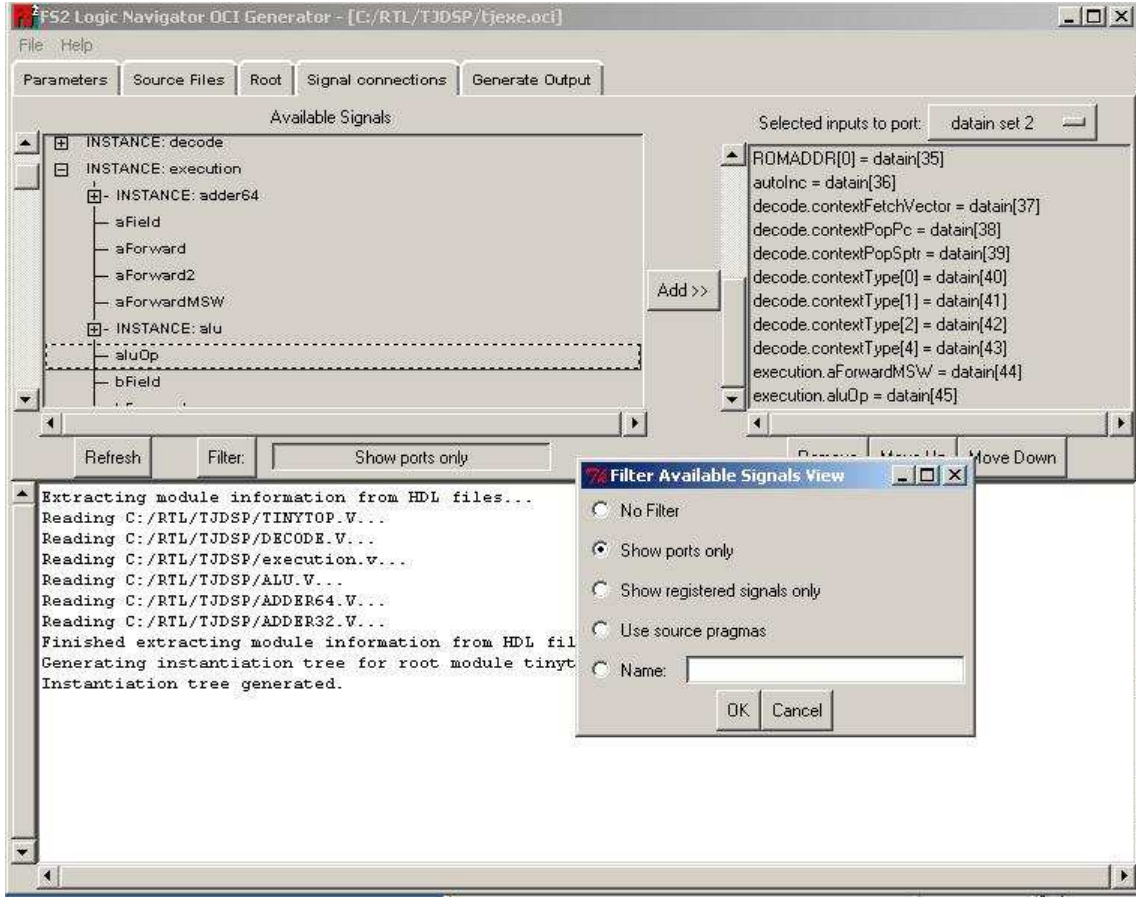 FS2 Logic Navigator OCI Generator - [C:/RTL/TJDSP/tjexe.oci]
File Help
Parameters Source Files Root Signal connections Generate Output
Available Signals
Selected inputs to port: datain set 2
INSTANCE: decode
INSTANCE: execution
INSTANCE: adder64
aField
aForward
aForward2
aForwardMSW
INSTANCE: alu
aluOp
bField
Add >>
ROMADDR[0] = datain[35]
autoInc = datain[36]
decode.contextFetchVector = datain[37]
decode.contextPopPc = datain[38]
decode.contextPopSptr = datain[39]
decode.contextType[0] = datain[40]
decode.contextType[1] = datain[41]
decode.contextType[2] = datain[42]
decode.contextType[4] = datain[43]
execution.aForwardMSW = datain[44]
execution.aluOp = datain[45]
Refresh Filter: Show ports only
Move Down
Extracting module information from HDL files...
Reading C:/RTL/TJDSP/TINYTOP.V...
Reading C:/RTL/TJDSP/DECODE.V...
Reading C:/RTL/TJDSP/execution.v...
Reading C:/RTL/TJDSP/ALU.V...
Reading C:/RTL/TJDSP/ADDER64.V...
Reading C:/RTL/TJDSP/ADDER32.V...
Finished extracting module information from HDL fil
Generating instantiation tree for root module tinyt
Instantiation tree generated.
Filter Available Signals View
No Filter
Show ports only
Show registered signals only
Use source pragmas
Name:
OK Cancel